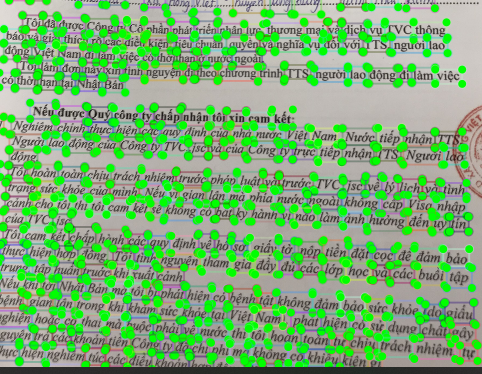 Tôi đã được Công ty Cổ phần phát triển nhân lực, thương mại và dịch vụ TVC thông
báo và giải thích rõ các điều kiện, tiêu chuẩn, quyền và nghĩa vụ đối với TTS, người lao
động Việt Nam đi làm việc có thời hạn ở nước ngoài.
Tôi làm đơn này xin tình nguyện đi theo chương trình TTS, người lao động đi làm việc
có thời hạn tại Nhật Bản
Nếu được Quý công ty chấp nhận tôi xin cam kết:
Nghiêm chỉnh thực hiện các quy định của nhà nước Việt Nam, Nước tiếp nhận TTS,
Người lao động của Công ty TVC.,jsc và của Công ty trực tiếp nhận TTS, Người lao
động.
Tôi hoàn toàn chịu trách nhiệm trước pháp luật và trước TVC.,jsc về lý lịch và tình
trạng sức khỏe của mình. Nếu vì gian lận mà nhà nước ngoài không cấp Visa nhập
cảnh cho tôi thì tôi cam kết sẽ không có bất kỳ hành vi nào làm ảnh hưởng đến uy tín
của TVC.,jsc.
Tôi cam kết chấp hành các quy định về hồ sơ, giấy tờ, nộp tiền đặt cọc để đảm bảo
thực hiện hợp đồng. Tôi tình nguyện tham gia đầy đủ các lớp học và các buổi tập
trung, tập huấn trước khi xuất cảnh.
Nếu khi tới Nhật Bản mà tôi bị phát hiện có bệnh tật không đảm bảo sức khỏe (do giấu
bệnh, gian lận trong khi khám sức khỏe tại Việt Nam), phát hiện có sử dụng chất gây
nghiện hoặc có thai mà buộc phải về nước thì tôi hoàn toàn tự chịu trách nhiệm, tự
nguyện trả các khoản tiền Công ty đã chi phí mà không có khiếu kiện gì
thực hiện nghiêm túc các điều khoản